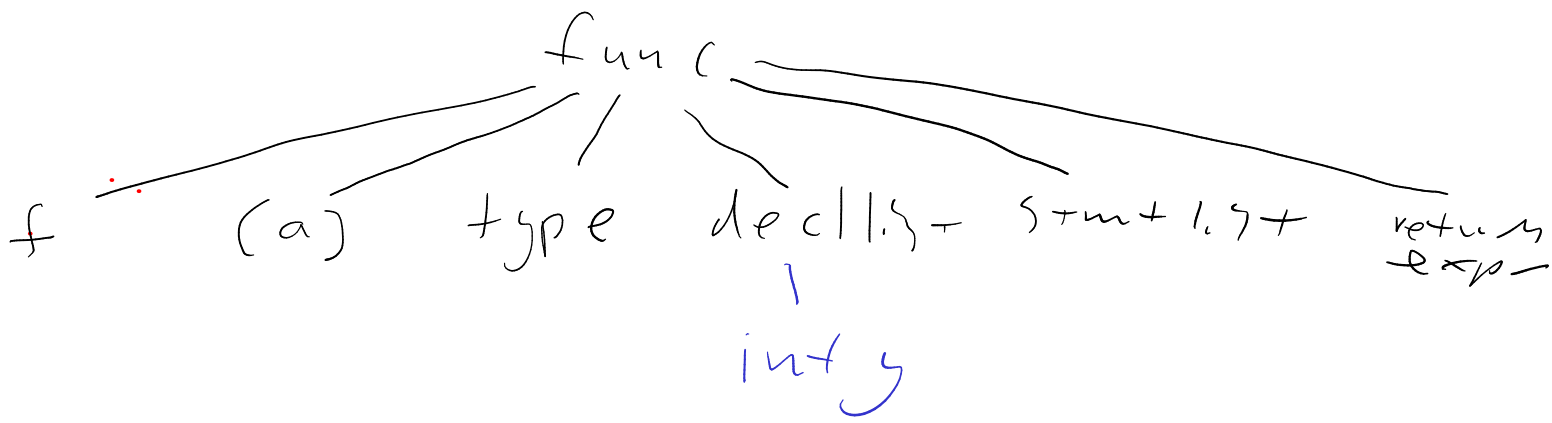 func
f (a) type decllist stmtlist return
expr
int y